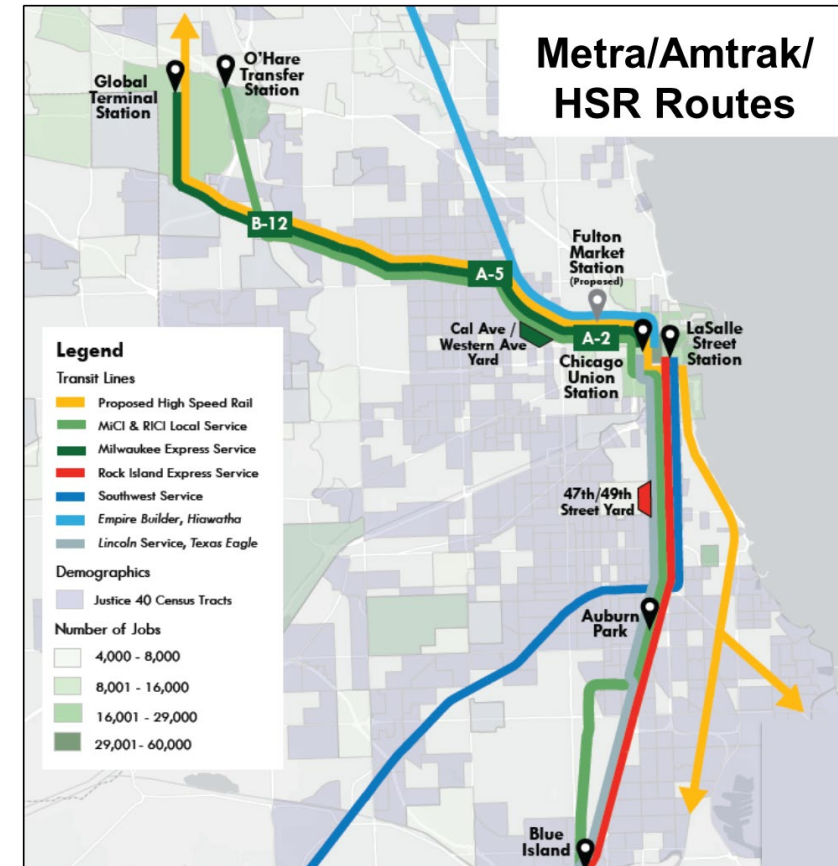 Metra/Amtrak/
HSR Routes
Global
Terminal
Station
O'Hare
Transfer
Station
B-12
A-5
Fulton
Market
Station
(Proposed)
Cal Ave /
Western Ave
Yard
A-2
Chicago
Union
Station
LaSalle
Street
Station
Legend
Transit Lines
Proposed High Speed Rail
MiCI & RICI Local Service
Milwaukee Express Service
Rock Island Express Service
Southwest Service
Empire Builder, Hiawatha
Lincoln Service, Texas Eagle
Demographics
Justice 40 Census Tracts
Number of Jobs
4,000 - 8,000
8,001 - 16,000
16,001 - 29,000
29,001- 60,000
47th/49th
Street Yard
Auburn
Park
Blue
Island